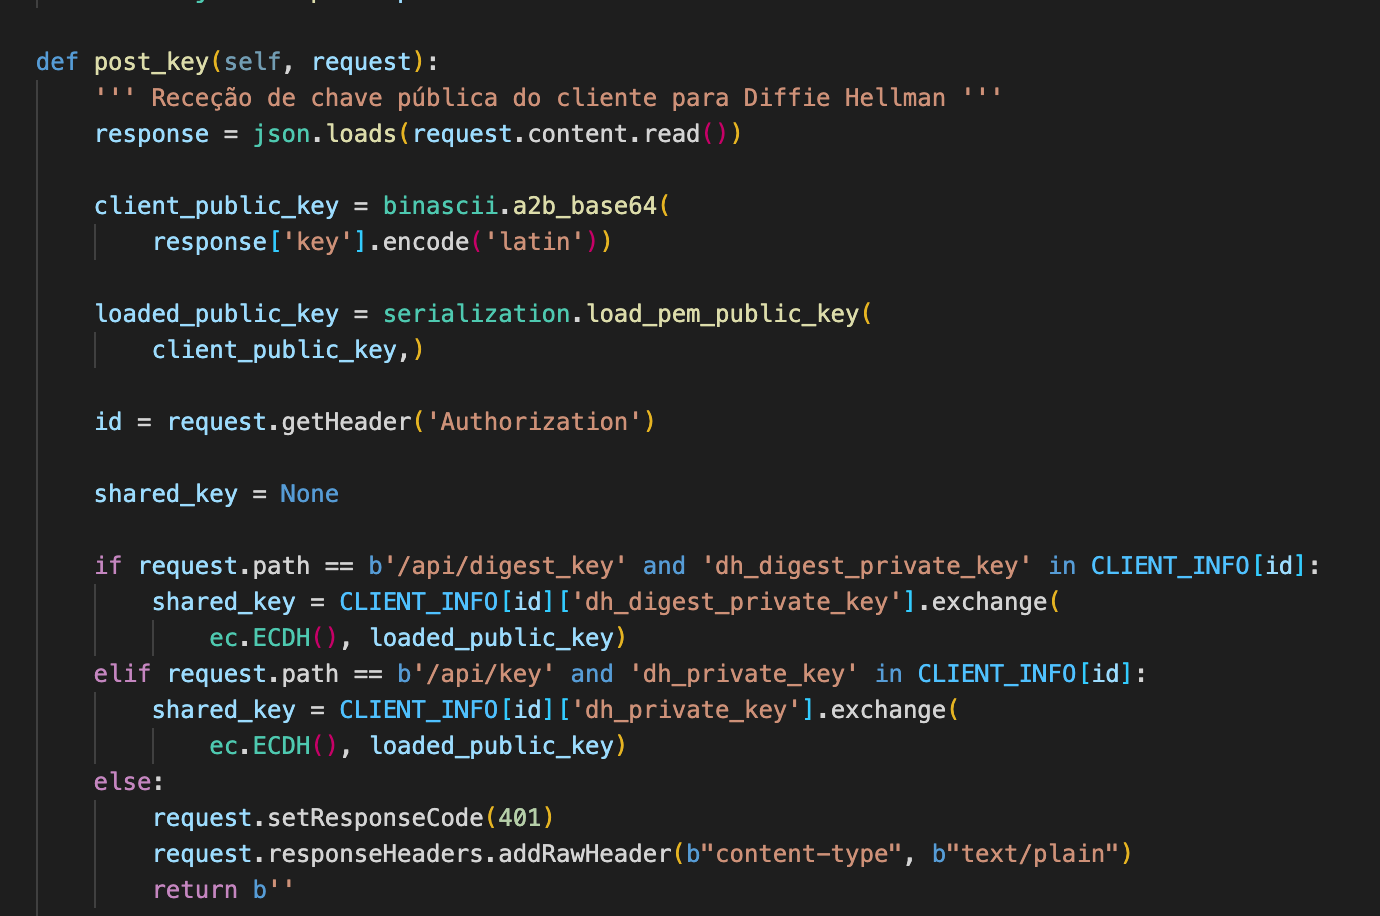 def post_key(self, request):
    ''' Receção de chave pública do cliente para Diffie Hellman '''
    response = json.loads(request.content.read())

    client_public_key = binascii.a2b_base64(
        response['key'].encode('latin'))

    loaded_public_key = serialization.load_pem_public_key(
        client_public_key,)

    id = request.getHeader('Authorization')

    shared_key = None

    if request.path == b'/api/digest_key' and 'dh_digest_private_key' in CLIENT_INFO[id]:
        shared_key = CLIENT_INFO[id]['dh_digest_private_key'].exchange(
            ec.ECDH(), loaded_public_key)
    elif request.path == b'/api/key' and 'dh_private_key' in CLIENT_INFO[id]:
        shared_key = CLIENT_INFO[id]['dh_private_key'].exchange(
            ec.ECDH(), loaded_public_key)
    else:
        request.setResponseCode(401)
        request.responseHeaders.addRawHeader(b"content-type", b"text/plain")
        return b''